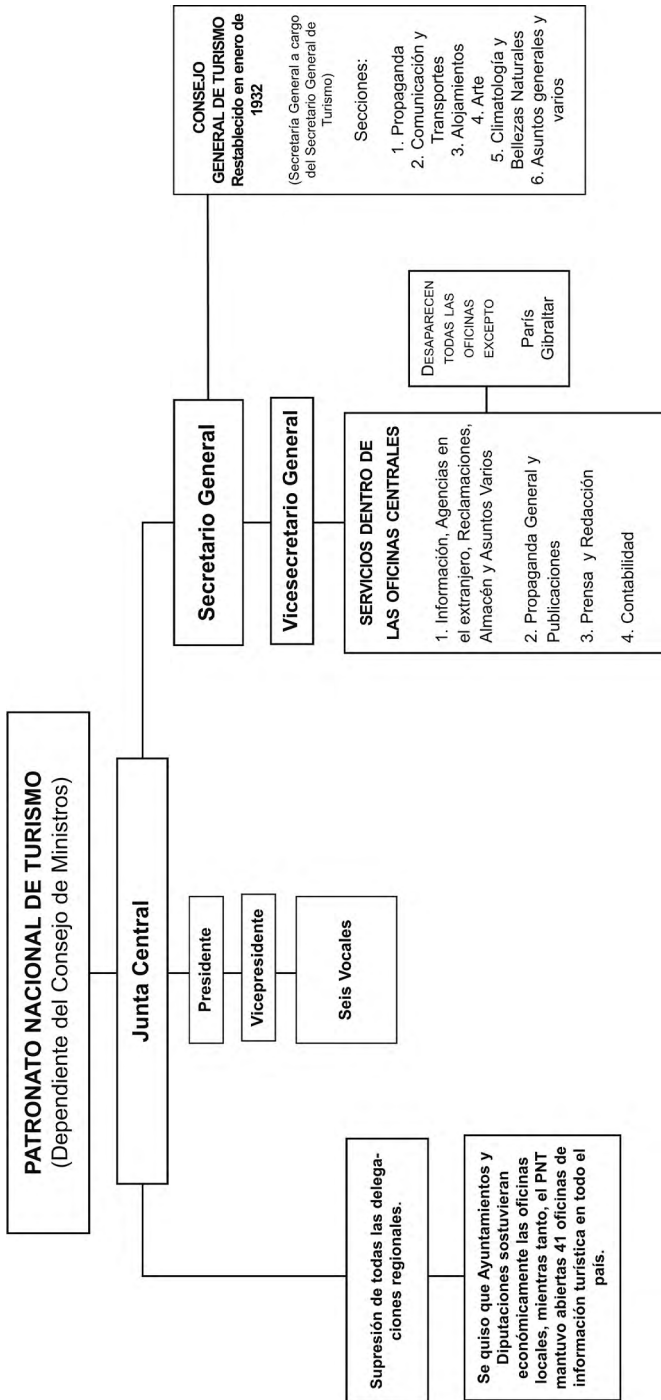 PATRONATO NACIONAL DE TURISMO
(Dependiente del Consejo de Ministros)
Junta Central
Presidente
Vicepresidente
Seis Vocales
Supresión de todas las delega-
ciones regionales.
Se quiso que Ayuntamientos y
Diputaciones sostuvieran
económicamente las oficinas
locales, mientras tanto, el PNT
mantuvo abiertas 41 oficinas de
información turística en todo el
país.
Secretario General
Vicesecretario General
SERVICIOS DENTRO DE
LAS OFICINAS CENTRALES
1. Información, Agencias en
el extranjero, Reclamaciones,
Almacén y Asuntos Varios
2. Propaganda General y
Publicaciones
3. Prensa y Redacción
4. Contabilidad
DESAPARECEN
TODAS LAS
OFICINAS
EXCEPTO
París
Gibraltar
CONSEJO
GENERAL DE TURISMO
Restablecido en enero de
1932
(Secretaría General a cargo
del Secretario General de
Turismo)
Secciones:
1. Propaganda
2. Comunicación y
Transportes
3. Alojamientos
4. Arte
5. Climatología y
Bellezas Naturales
6. Asuntos generales y
varios